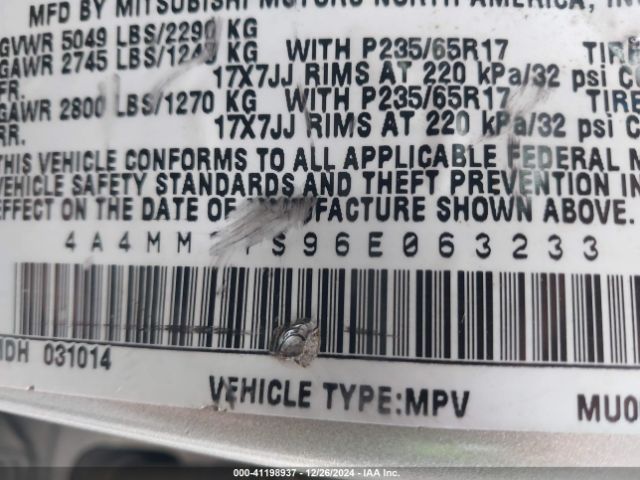 MFD BY MITSUBISHI MOTORS NORTH AMERICA, IN
GVWR 5049 LBS/2290 KG
GAWR 2745 LBS/1245 KG WITH P235/65R17 TIRE
FR. 17X7JJ RIMS AT 220 kPa/32 psi C
GAWR 2800 LBS/1270 KG WITH P235/65R17 TIRE
RR. 17X7JJ RIMS AT 220 kPa/32 psi C
THIS VEHICLE CONFORMS TO ALL APPLICABLE FEDERAL M
VEHICLE SAFETY STANDARDS AND THEFT PREVENTION IN
EFFECT ON THE DATE OF MANUFACTURE SHOWN ABOVE.
4A4MM S96E063233
MDH 031014
VEHICLE TYPE:MPV MU0
000-41198937 - 12/26/2024 - IAA Inc.